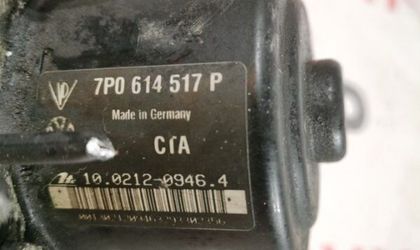 7P0 614 517 P
Made in Germany
CTA
10.0212-0946.4